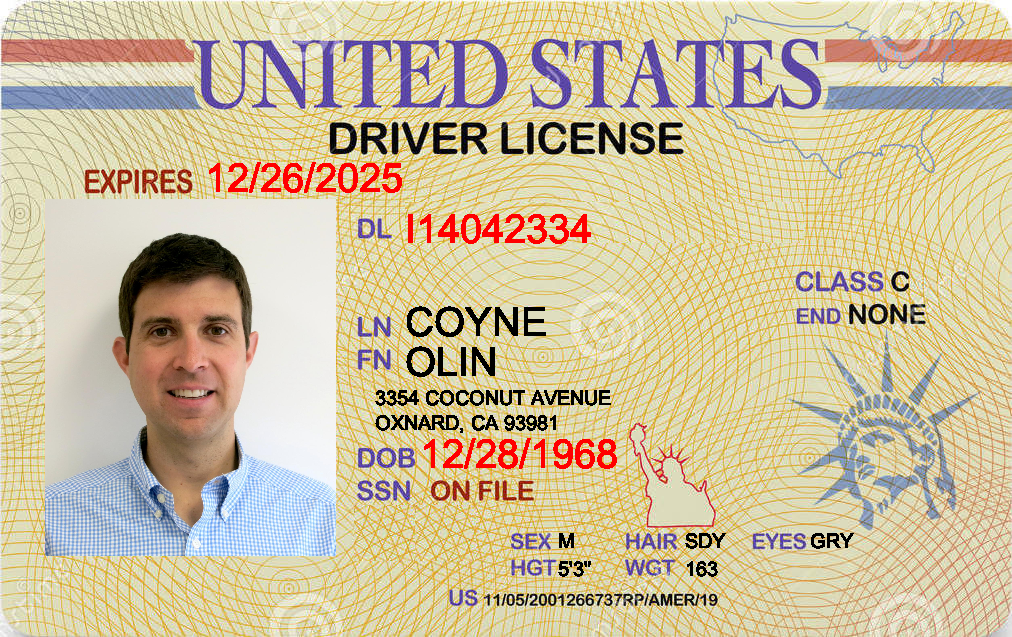 UNITED STATES
DRIVER LICENSE
EXPIRES 12/26/2025
DL I14042334
CLASS C
END NONE
LN COYNE
FN OLIN
3354 COCONUT AVENUE
OXNARD, CA 93981
DOB 12/28/1968
SSN ON FILE
SEX M HAIR SDY EYES GRY
HGT 5'3" WGT 163
US 11/05/2001266737RP/AMER/19